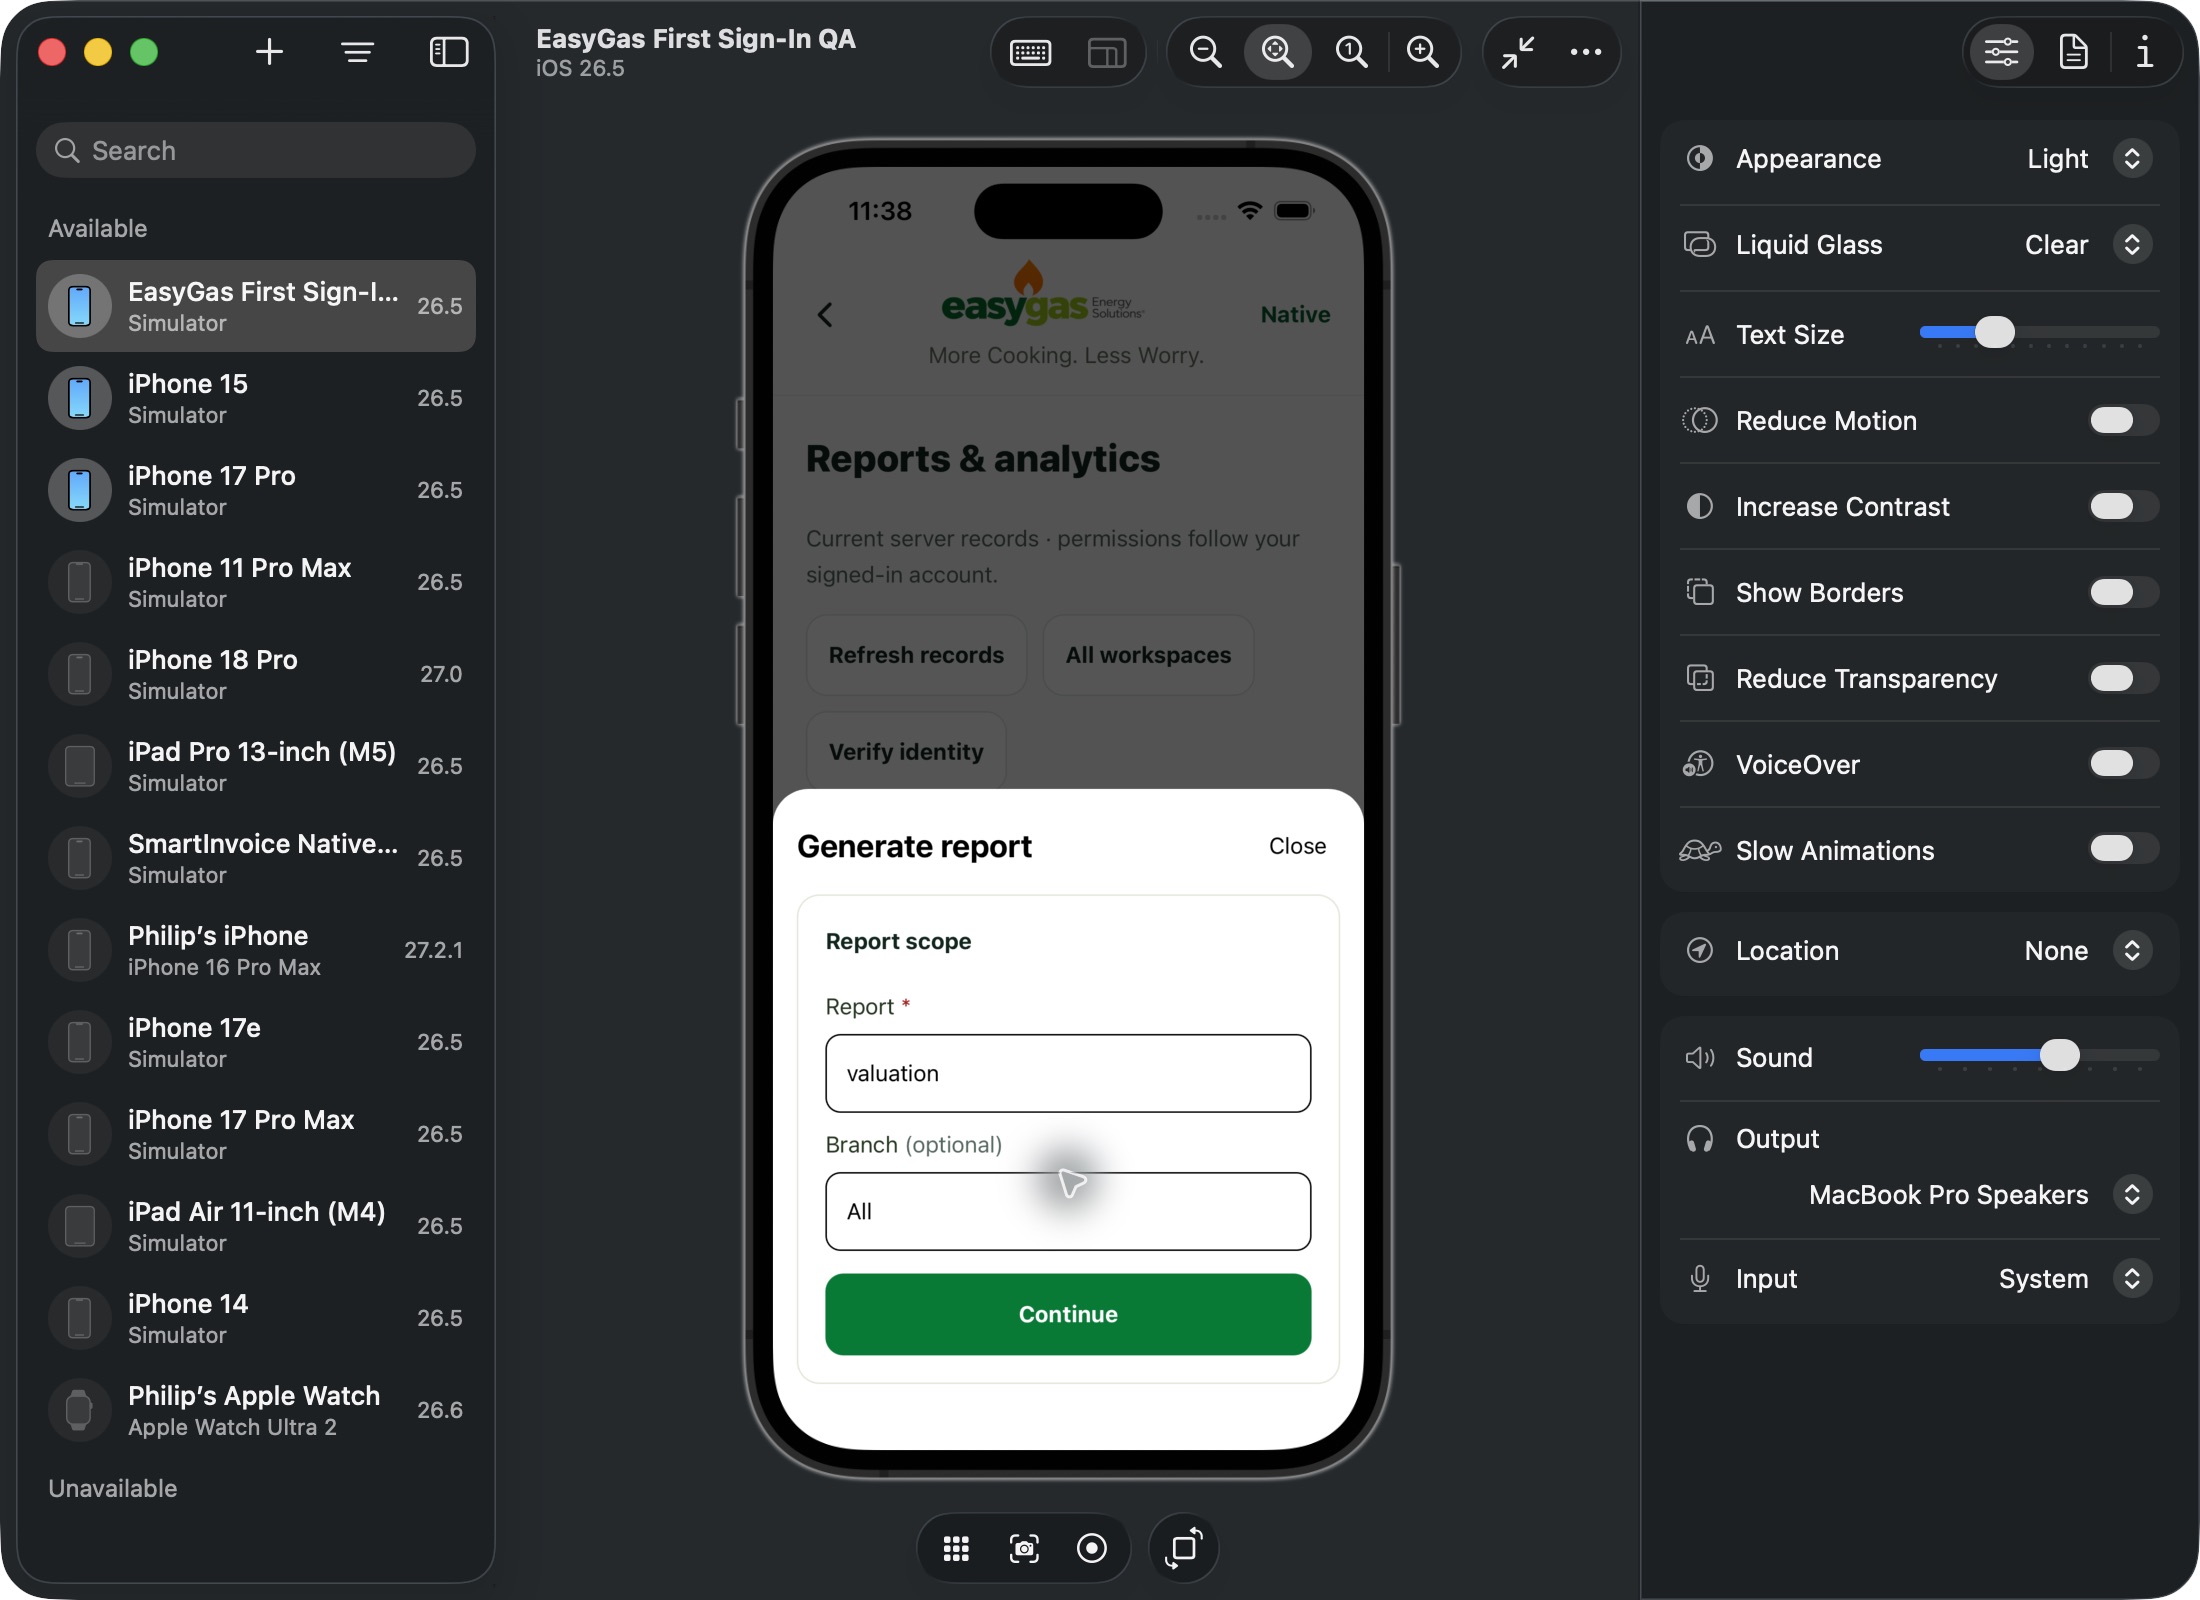 EasyGas First Sign-In QA
iOS 26.5
Search
Available
EasyGas First Sign-I...
Simulator
26.5
iPhone 15
Simulator
26.5
iPhone 17 Pro
Simulator
26.5
iPhone 11 Pro Max
Simulator
26.5
iPhone 18 Pro
Simulator
27.0
iPad Pro 13-inch (M5)
Simulator
26.5
SmartInvoice Native...
Simulator
26.5
Philip’s iPhone
iPhone 16 Pro Max
27.2.1
iPhone 17e
Simulator
26.5
iPhone 17 Pro Max
Simulator
26.5
iPad Air 11-inch (M4)
Simulator
26.5
iPhone 14
Simulator
26.5
Philip’s Apple Watch
Apple Watch Ultra 2
26.6
Unavailable
11:38
easygas Energy Solutions
Native
More Cooking. Less Worry.
Reports & analytics
Current server records · permissions follow your
signed-in account.
Refresh records
All workspaces
Verify identity
Generate report
Close
Report scope
Report *
valuation
Branch (optional)
All
Continue
Appearance
Light
Liquid Glass
Clear
AA Text Size
Reduce Motion
Increase Contrast
Show Borders
Reduce Transparency
VoiceOver
Slow Animations
Location
None
Sound
Output
MacBook Pro Speakers
Input
System